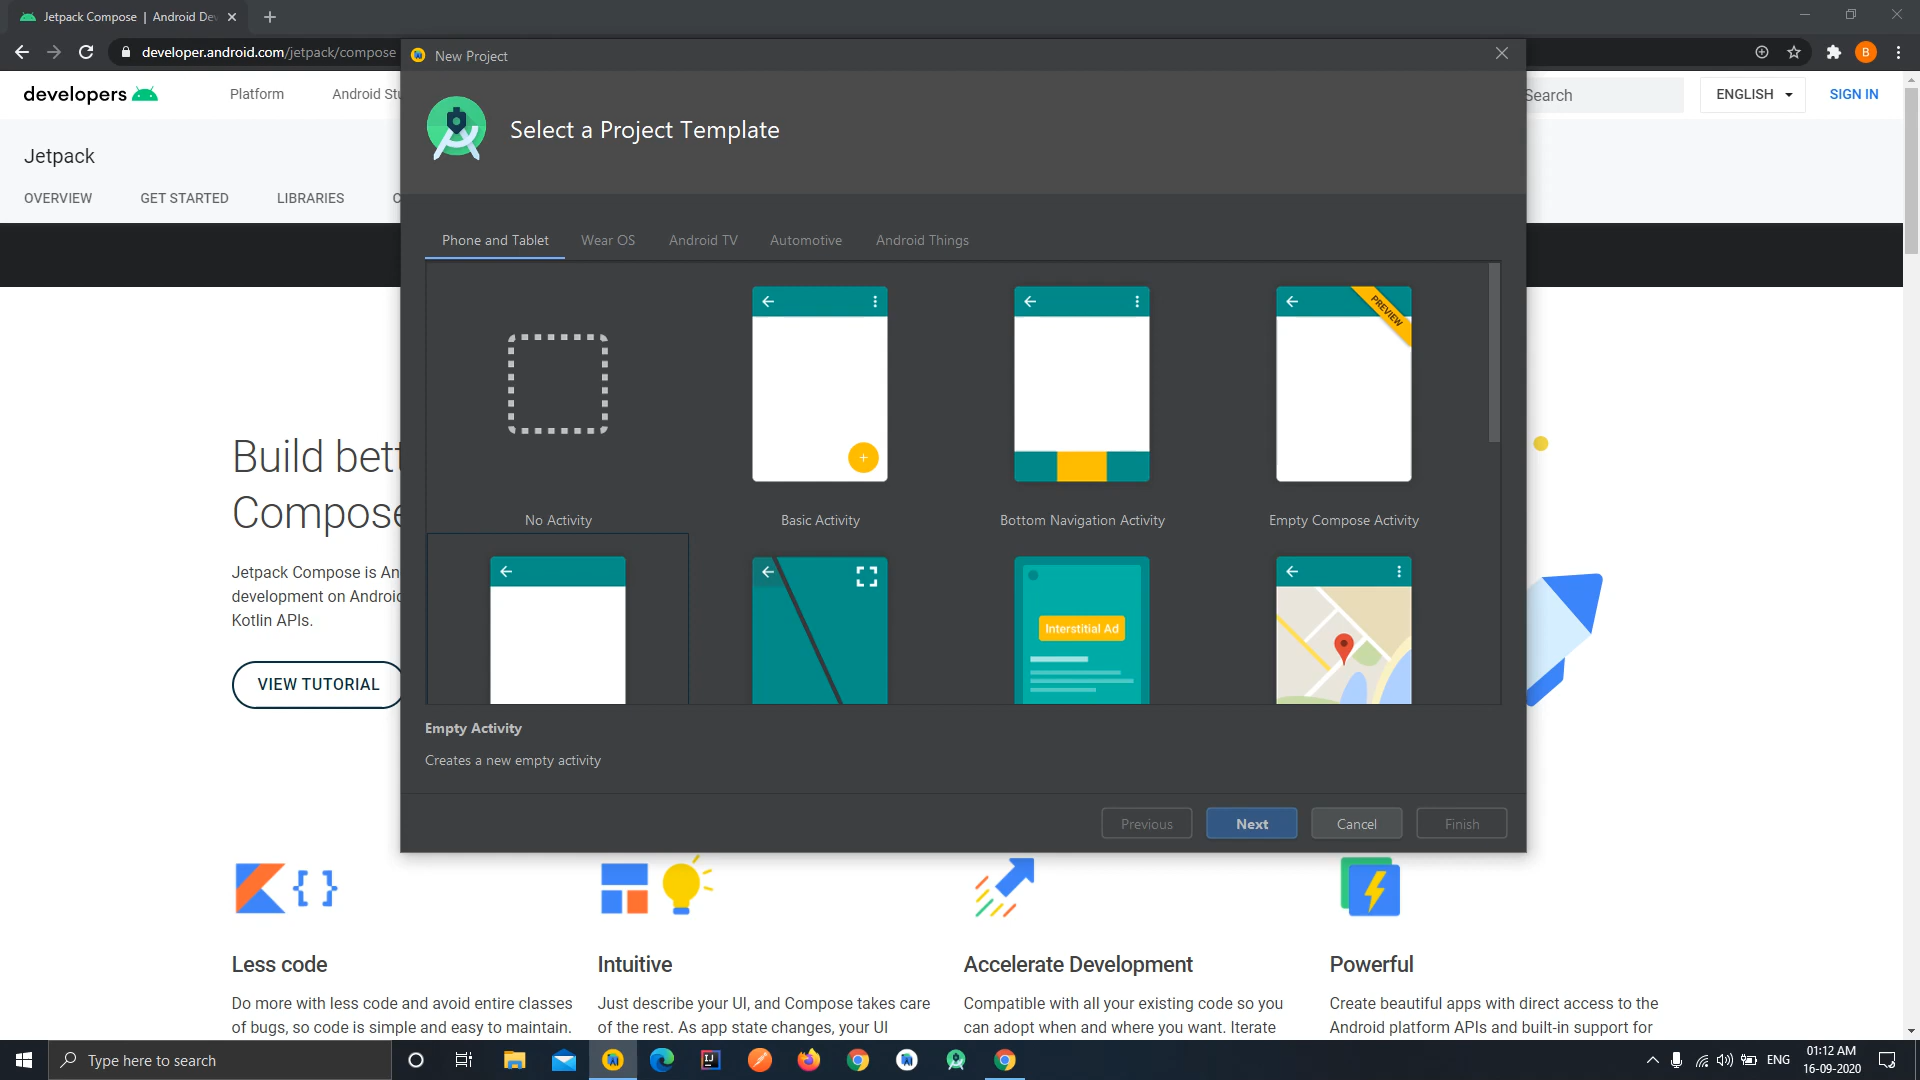 Jetpack Compose | Android Dev
developer.android.com/jetpack/compose
B
New Project
developers
Platform
Android Stu
Search
ENGLISH
SIGN IN
Select a Project Template
Jetpack
OVERVIEW
GET STARTED
LIBRARIES
C
Phone and Tablet
Wear OS
Android TV
Automotive
Android Things
PREVIEW
No Activity
Basic Activity
Bottom Navigation Activity
Empty Compose Activity
Interstitial Ad
Build bett
Compose
Jetpack Compose is An
development on Android
Kotlin APIs.
VIEW TUTORIAL
Empty Activity
Creates a new empty activity
Previous
Next
Cancel
Finish
Less code
Do more with less code and avoid entire classes
of bugs, so code is simple and easy to maintain.
Intuitive
Just describe your UI, and Compose takes care
of the rest. As app state changes, your UI
Accelerate Development
Compatible with all your existing code so you
can adopt when and where you want. Iterate
Powerful
Create beautiful apps with direct access to the
Android platform APIs and built-in support for
Type here to search
ENG
01:12 AM
16-09-2020